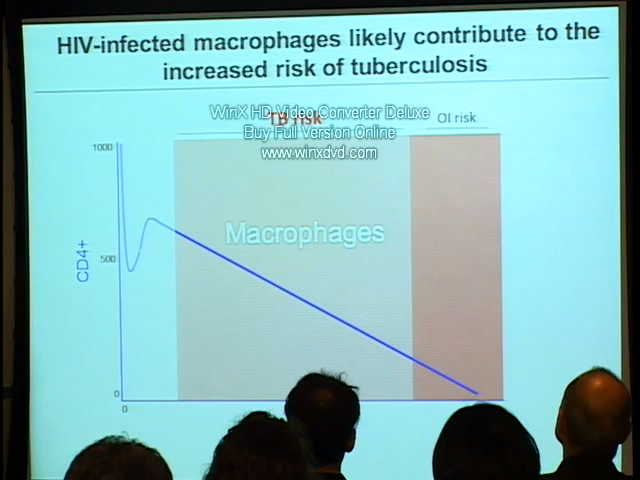 HIV-infected macrophages likely contribute to the
increased risk of tuberculosis
WinX HD Video Converter Deluxe
TB risk
OI risk
Buy Full Version Online
www.winxdvd.com
1000
Macrophages
CD4+
500
0
0